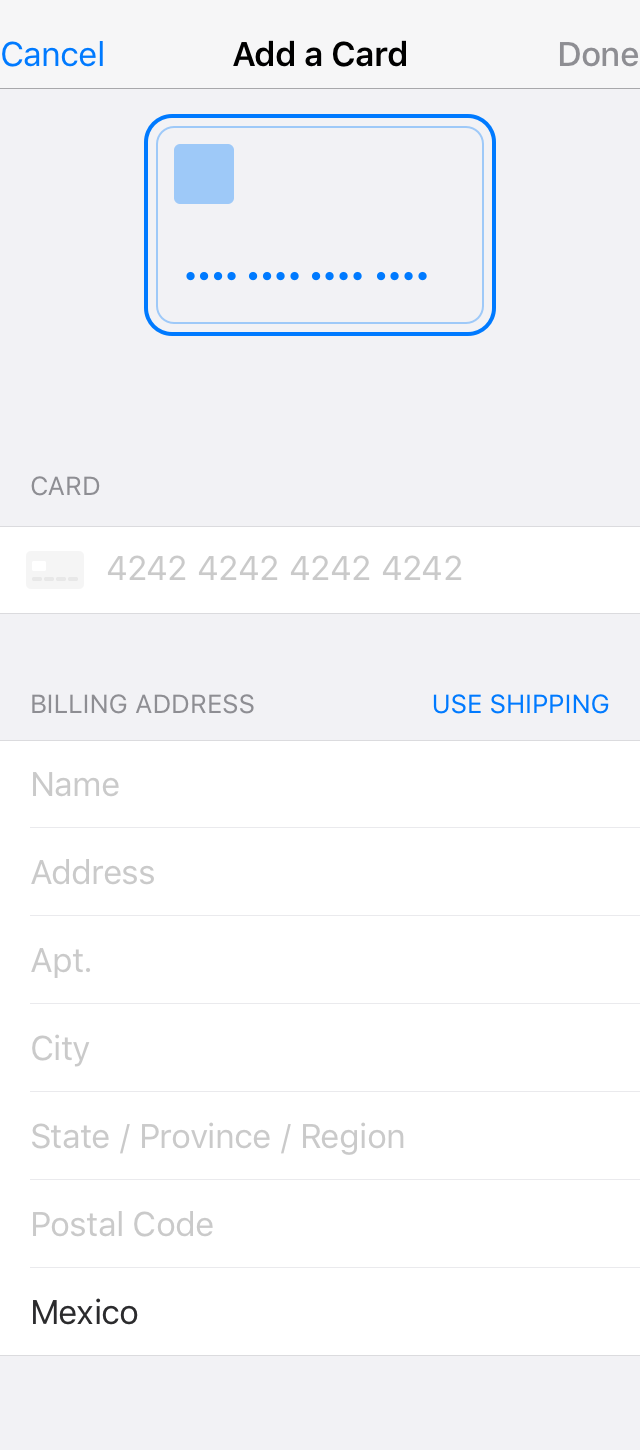 Cancel Add a Card Done
•••• •••• •••• ••••
CARD
4242 4242 4242 4242
BILLING ADDRESS USE SHIPPING
Name
Address
Apt.
City
State / Province / Region
Postal Code
Mexico